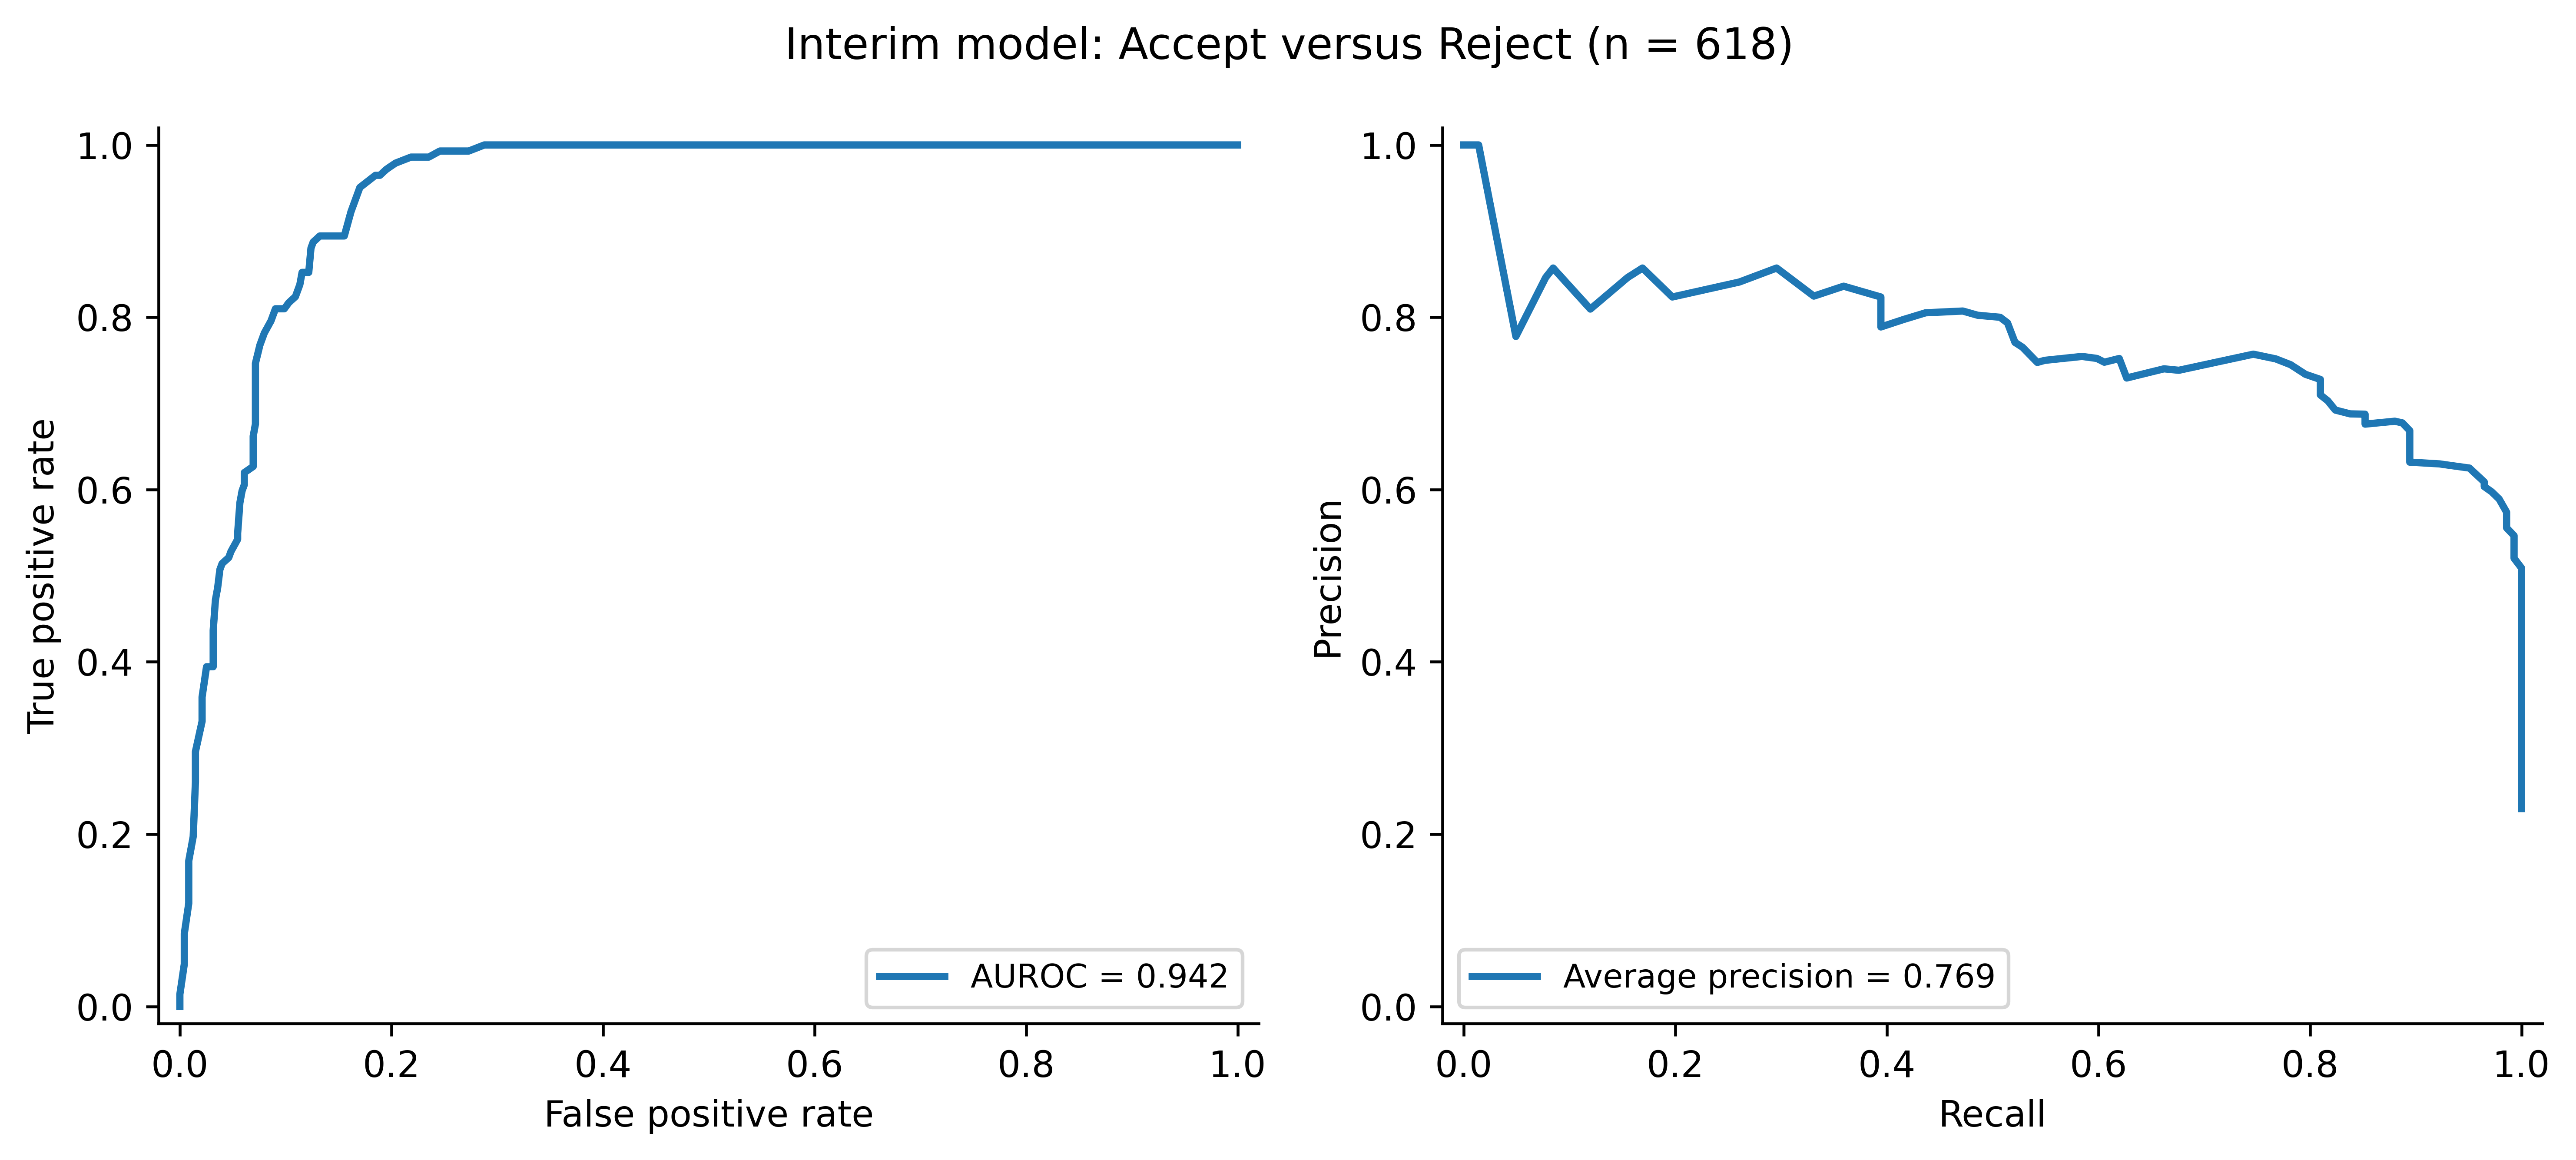 Interim model: Accept versus Reject (n = 618)
1.0
0.8
0.6
0.4
0.2
0.0
True positive rate
0.0 0.2 0.4 0.6 0.8 1.0
False positive rate
AUROC = 0.942
1.0
0.8
0.6
0.4
0.2
0.0
Precision
0.0 0.2 0.4 0.6 0.8 1.0
Recall
Average precision = 0.769